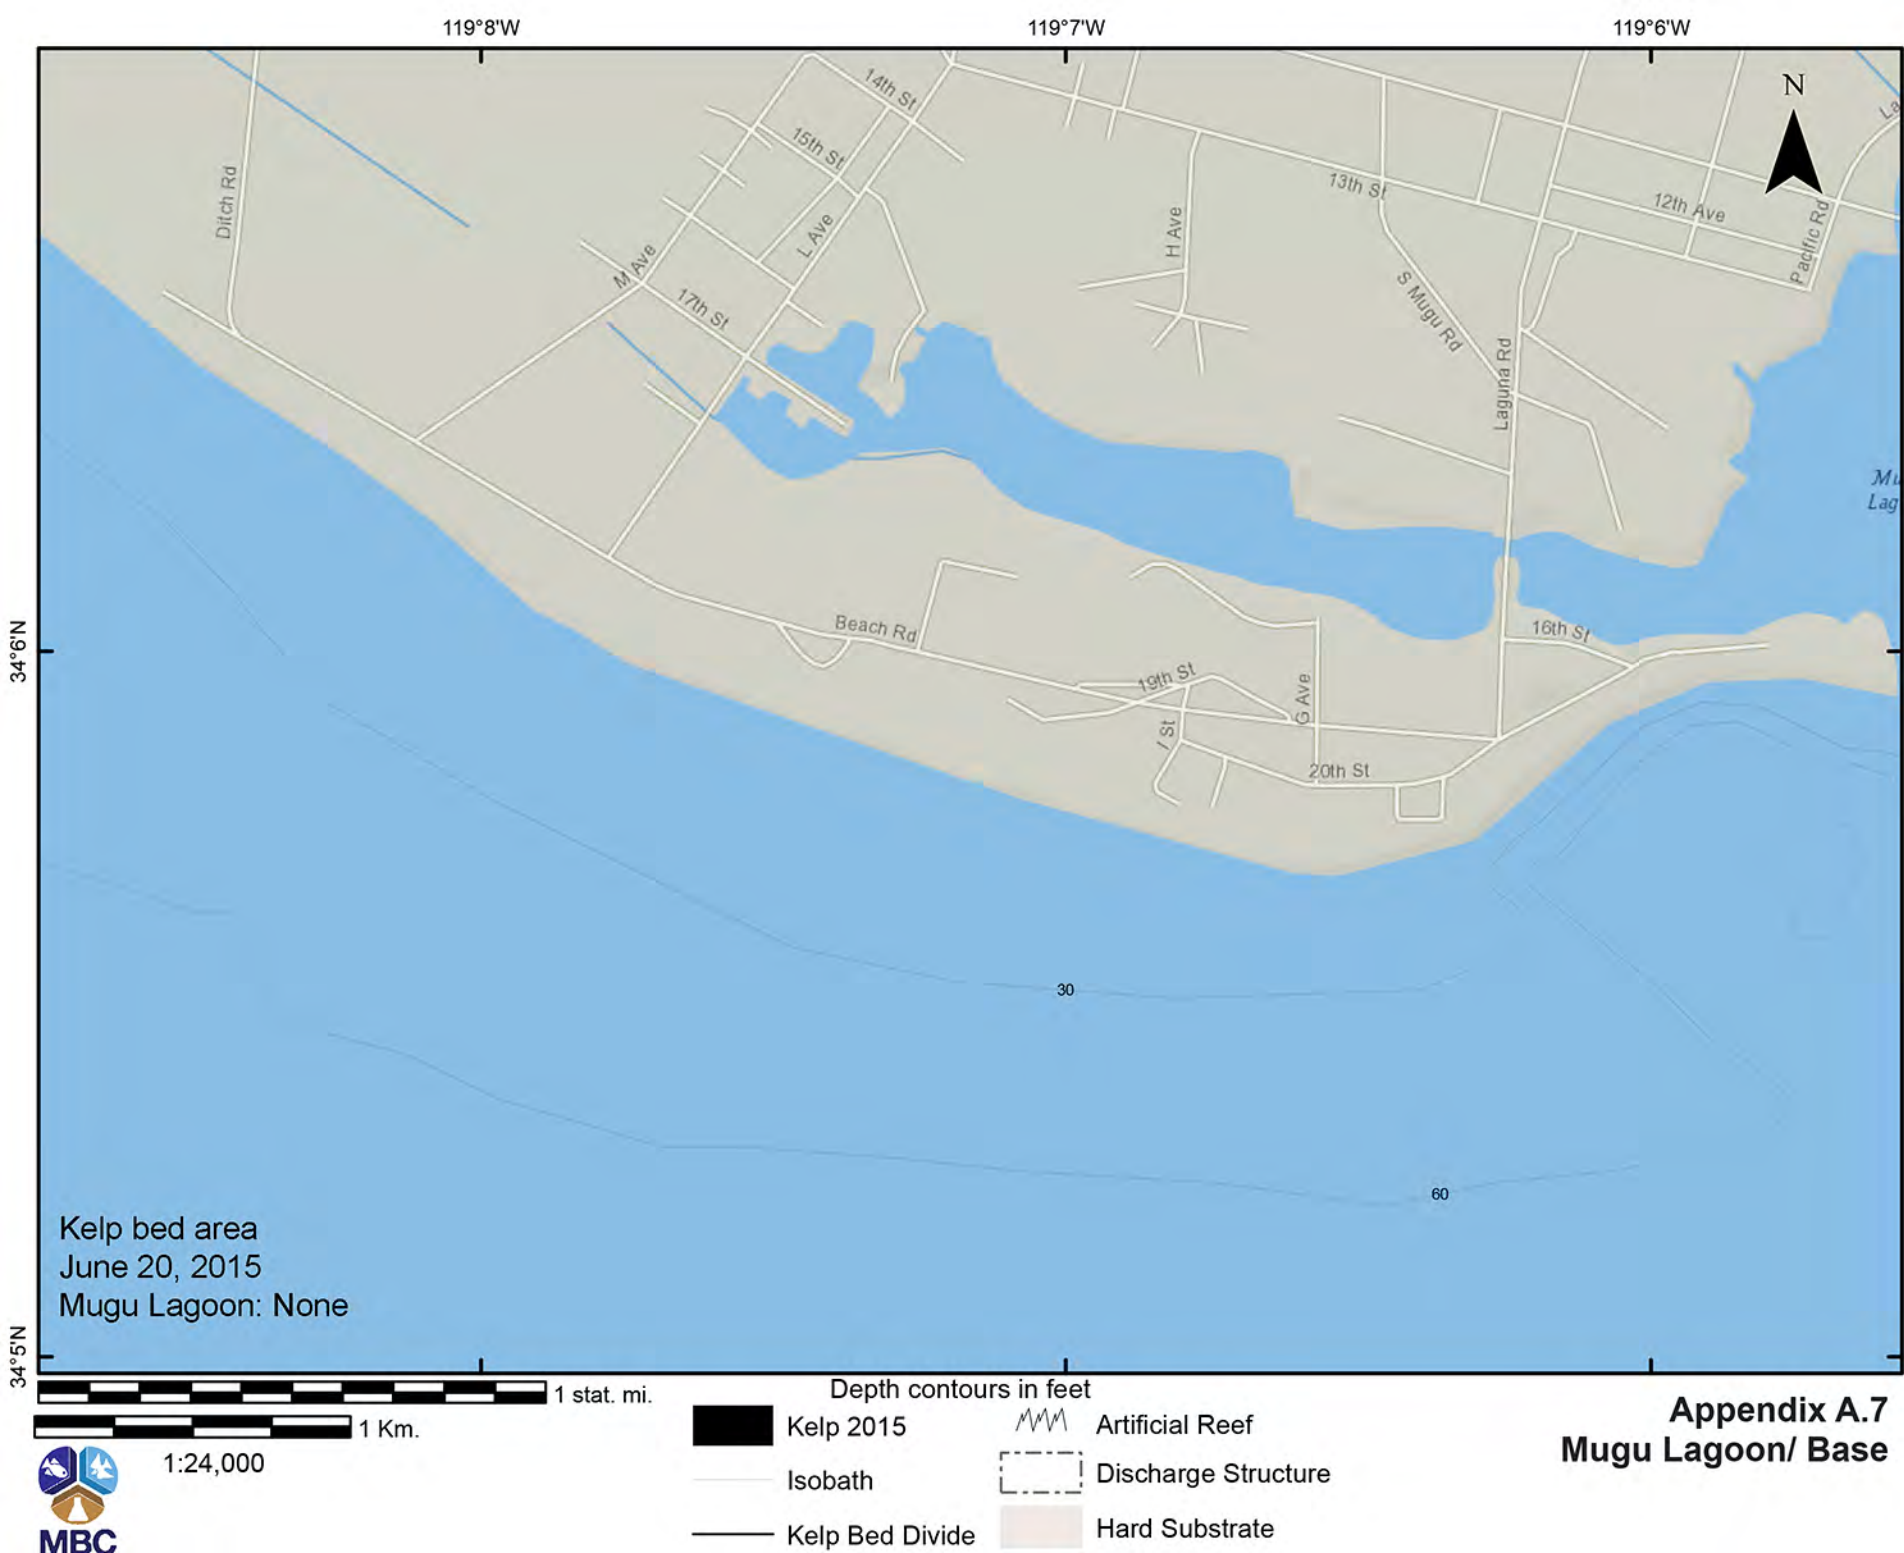 119°8'W
119°7'W
119°6'W
N
14th St
15th St
Ditch Rd
L Ave
M Ave
17th St
H Ave
13th St
12th Ave
Pacific Rd
La
S Mugu Rd
Laguna Rd
Mu
Lag
34°6'N
Beach Rd
16th St
19th St
G Ave
I St
20th St
30
60
Kelp bed area
June 20, 2015
Mugu Lagoon: None
34°5'N
1 stat. mi.
1 Km.
1:24,000
MBC
Depth contours in feet
Kelp 2015
Isobath
Kelp Bed Divide
Artificial Reef
Discharge Structure
Hard Substrate
Appendix A.7
Mugu Lagoon/ Base